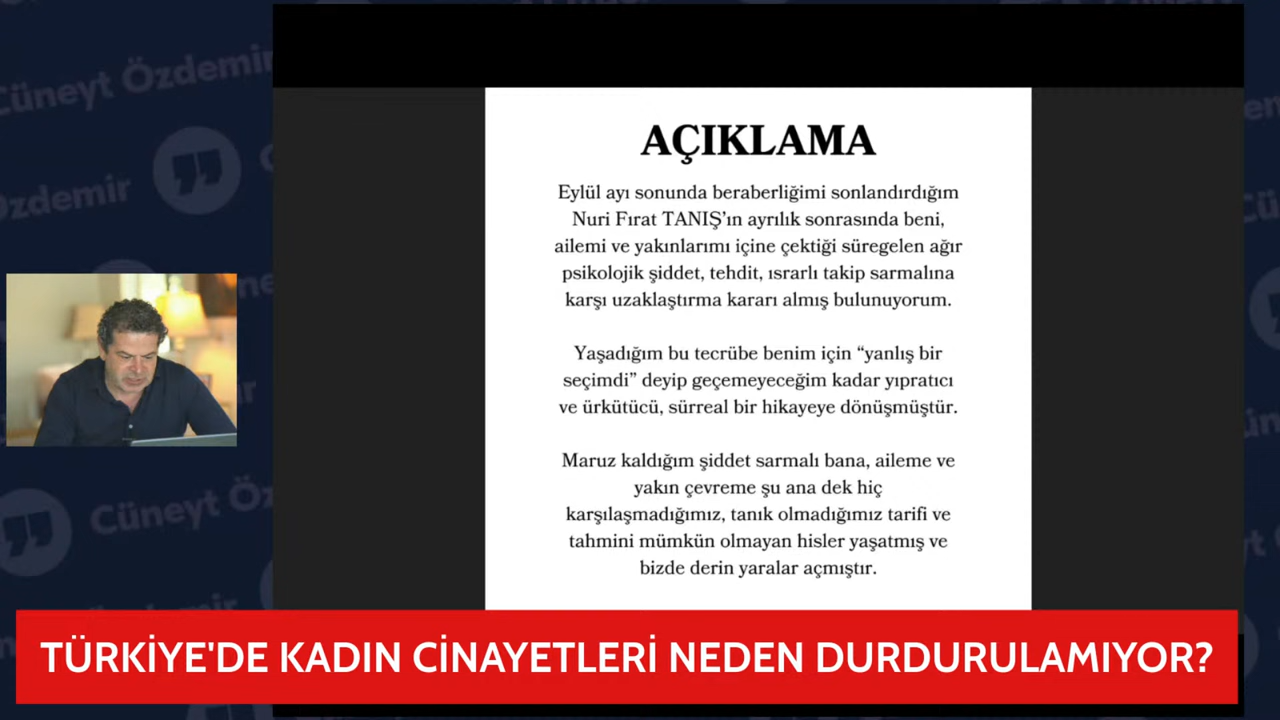 Cüneyt Özdemir
Özdemir
Cüneyt
AÇIKLAMA
Eylül ayı sonunda beraberliğimi sonlandırdığım
Nuri Fırat TANIŞ'ın ayrılık sonrasında beni,
ailemi ve yakınlarımı içine çektiği süregelen ağır
psikolojik şiddet, tehdit, ısrarlı takip sarmalına
karşı uzaklaştırma kararı almış bulunuyorum.
Yaşadığım bu tecrübe benim için “yanlış bir
seçimdi” deyip geçemeyeceğim kadar yıpratıcı
ve ürkütücü, sürreal bir hikayeye dönüşmüştür.
Maruz kaldığım şiddet sarmalı bana, aileme ve
yakın çevreme şu ana dek hiç
karşılaşmadığımız, tanık olmadığımız tarifi ve
tahmini mümkün olmayan hisler yaşatmış ve
bizde derin yaralar açmıştır.
TÜRKİYE'DE KADIN CİNAYETLERİ NEDEN DURDURULAMIYOR?